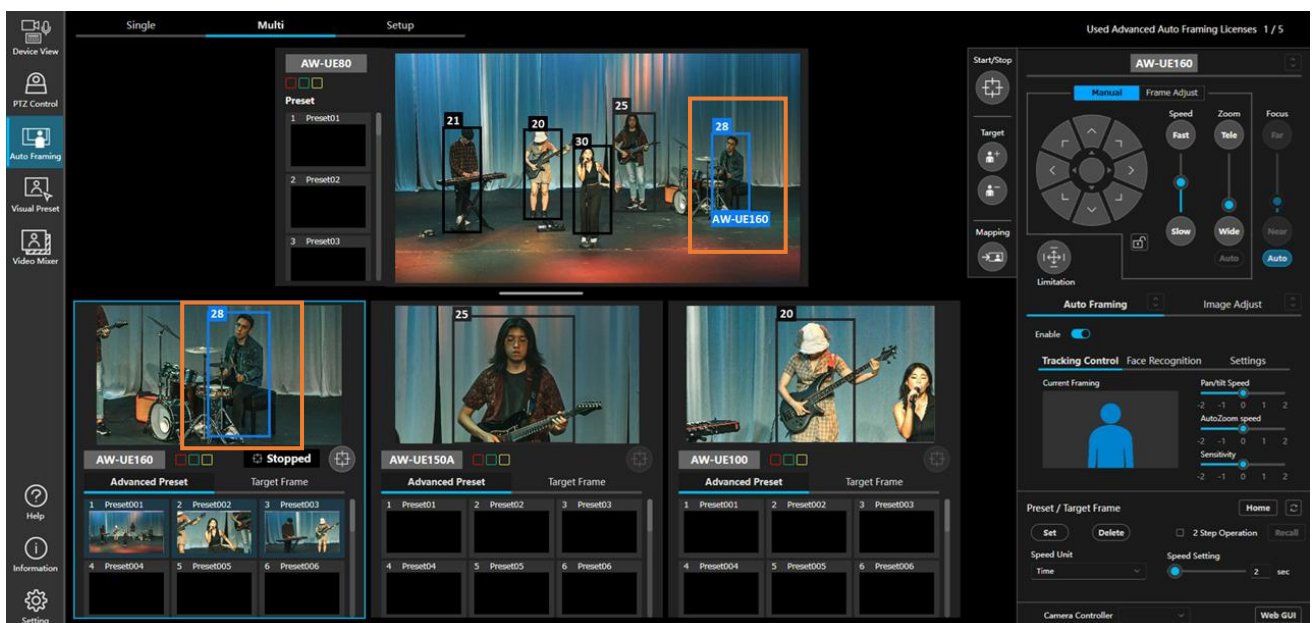 Single Multi Setup
Used Advanced Auto Framing Licenses 1 / 5
Device View
PTZ Control
Auto Framing
Visual Preset
Video Mixer
Help
Information
Setting
AW-UE80
Preset
1 Preset01
2 Preset02
3 Preset03
21
20
30
25
28
AW-UE160
Start/Stop
Target
Mapping
28
AW-UE160
Stopped
Advanced Preset Target Frame
1 Preset001 2 Preset002 3 Preset003
4 Preset004 5 Preset005 6 Preset006
25
AW-UE150A
Advanced Preset Target Frame
1 Preset01 2 Preset02 3 Preset03
4 Preset04 5 Preset05 6 Preset06
20
AW-UE100
Advanced Preset Target Frame
1 Preset001 2 Preset002 3 Preset003
4 Preset004 5 Preset005 6 Preset006
AW-UE160
Manual Frame Adjust
Speed Zoom Focus
Fast Tele Far
Slow Wide Near
Auto Auto
Limitation
Auto Framing Image Adjust
Enable
Tracking Control Face Recognition Settings
Current Framing
Pan/tilt Speed
-2 -1 0 1 2
AutoZoom speed
-2 -1 0 1 2
Sensitivity
-2 -1 0 1 2
Preset / Target Frame Home
Set Delete 2 Step Operation Recall
Speed Unit Speed Setting
Time 2 sec
Camera Controller Web GUI